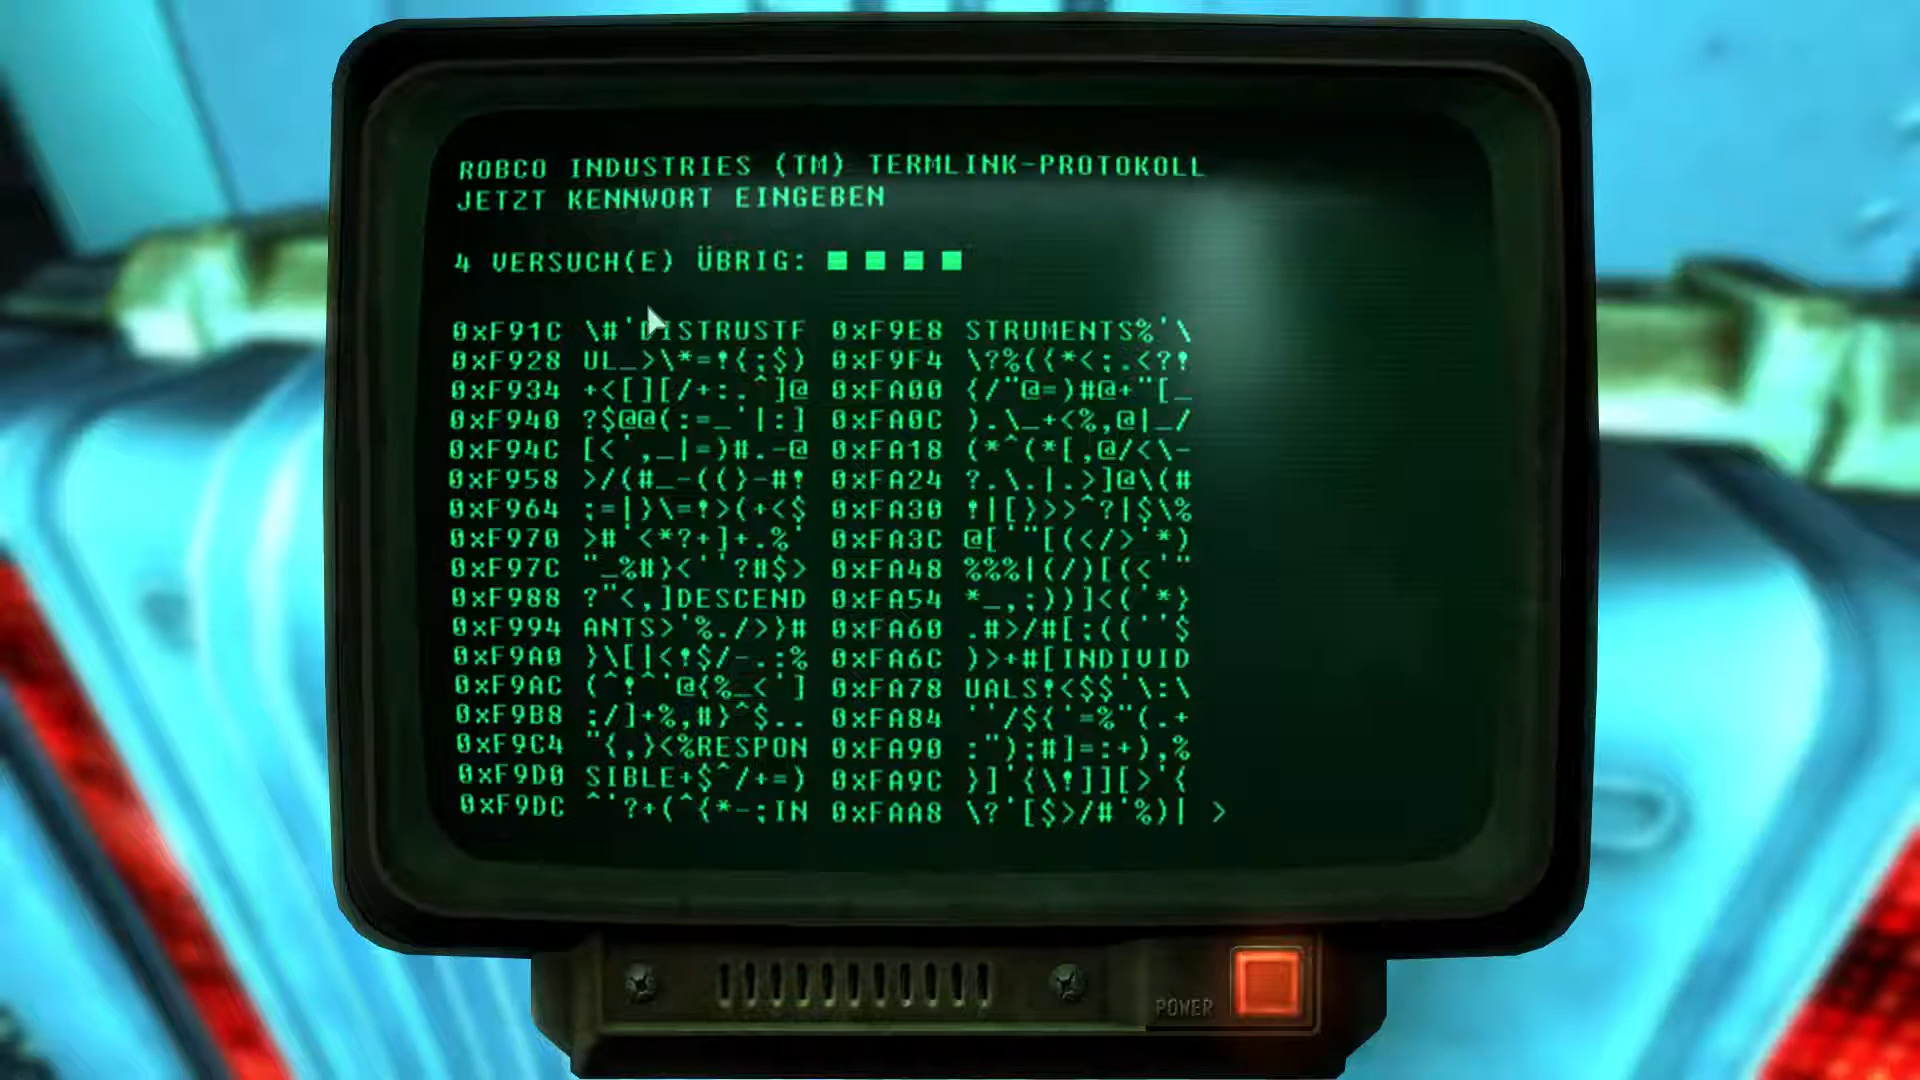 ROBCO INDUSTRIES (TM) TERMLINK-PROTOKOLL
JETZT KENNWORT EINGEBEN
4 VERSUCH(E) ÜBRIG: ■ ■ ■ ■
0xF91C \#'DISTRUSTF 0xF9E8 STRUMENTS%'\
0xF928 UL_>\*=!{;$) 0xF9F4 \?%({*<;.<?!
0xF934 +<[][/+:.^]@ 0xFA00 {/"@=)#@+"[_
0xF940 ?$@@(:=_'|:] 0xFA0C ).\_+<%,@|_/
0xF94C [<',_|=)#.-@ 0xFA18 (*^(*[,@/<\-
0xF958 >/(#_-((}-#! 0xFA24 ?.\.|.>]@\(#
0xF964 ;=|}\=!>(+<$ 0xFA30 !|[}>>^?|$\%
0xF970 >#'<*?+]+.%' 0xFA3C @['"[(</>'*)
0xF97C "_%#}<''?#$> 0xFA48 %%%|(/)[(<'"
0xF988 ?"<,]DESCEND 0xFA54 *_,;))]<('*}
0xF994 ANTS>'%./>}# 0xFA60 .#>/#[;((''$
0xF9A0 }\[|<!$/-.:% 0xFA6C )>+#[INDIVID
0xF9AC (^!^'@{%_<'] 0xFA78 UALS!<$$'\:\
0xF9B8 ;/]+%,#}^$.. 0xFA84 ''/${'=%"(.+
0xF9C4 "{,}<%RESPON 0xFA90 :");#]=:+),%
0xF9D0 SIBLE+$^/+=) 0xFA9C }]'{\!]][>'{
0xF9DC ^'?+(^{*-;IN 0xFAA8 \?'[$>/#'%)| >
POWER